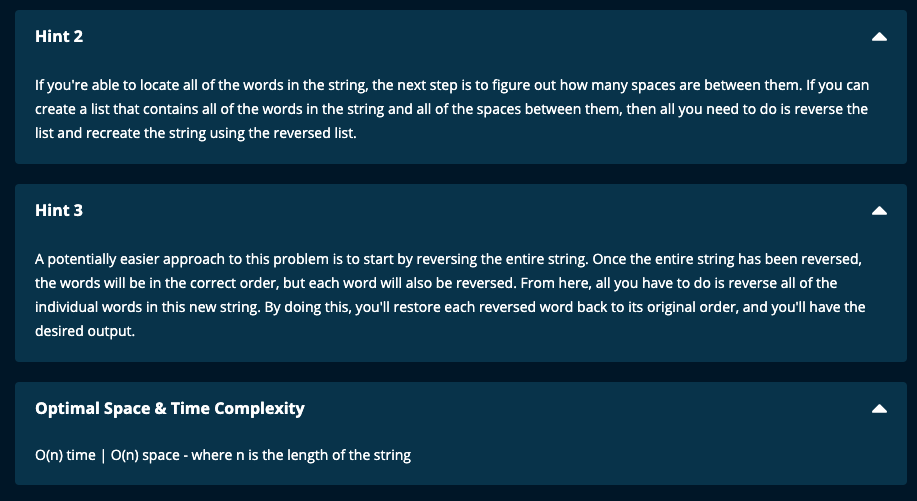 Hint 2
If you're able to locate all of the words in the string, the next step is to figure out how many spaces are between them. If you can
create a list that contains all of the words in the string and all of the spaces between them, then all you need to do is reverse the
list and recreate the string using the reversed list.
Hint 3
A potentially easier approach to this problem is to start by reversing the entire string. Once the entire string has been reversed,
the words will be in the correct order, but each word will also be reversed. From here, all you have to do is reverse all of the
individual words in this new string. By doing this, you'll restore each reversed word back to its original order, and you'll have the
desired output.
Optimal Space & Time Complexity
O(n) time | O(n) space - where n is the length of the string